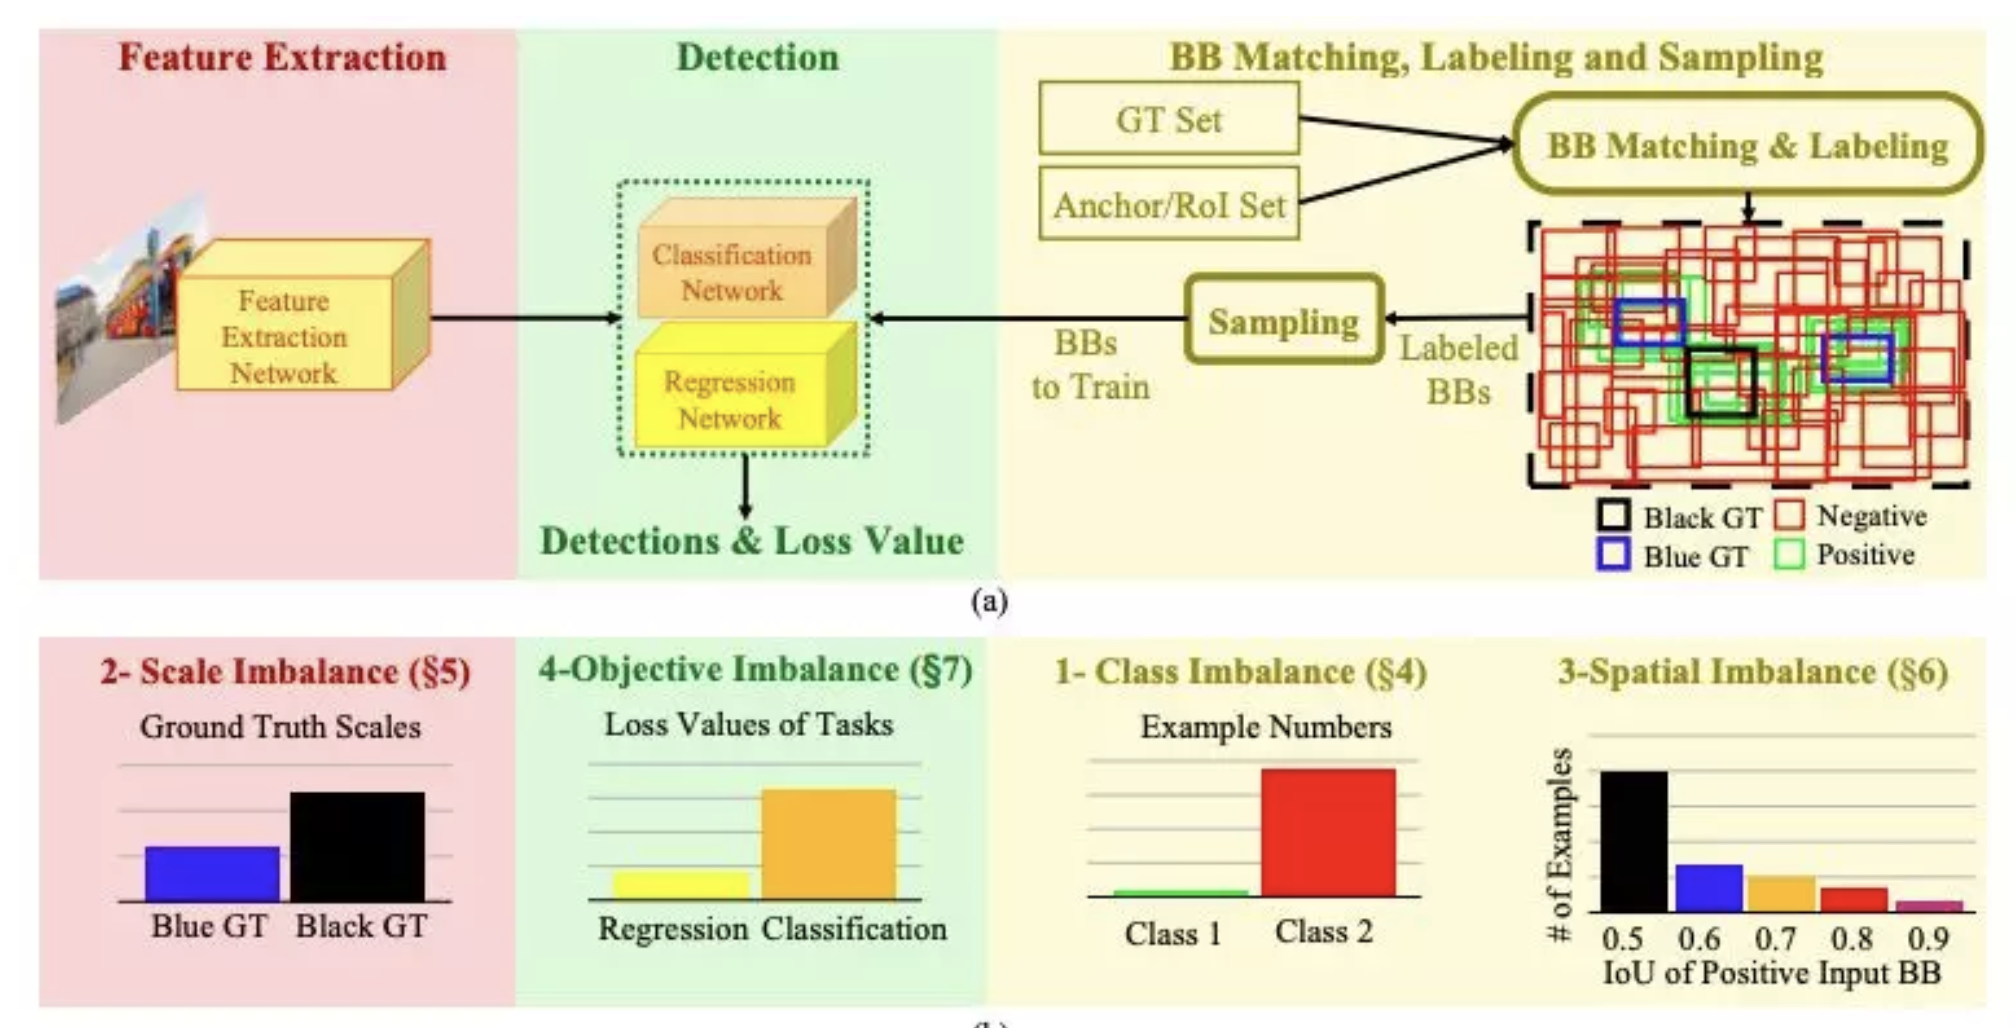 Feature Extraction
Detection
BB Matching, Labeling and Sampling
GT Set
Anchor/RoI Set
BB Matching & Labeling
Feature
Extraction
Network
Classification
Network
Regression
Network
Sampling
BBs
to Train
Labeled
BBs
Detections & Loss Value
Black GT
Negative
Blue GT
Positive
(a)
2- Scale Imbalance (§5)
Ground Truth Scales
Blue GT Black GT
4-Objective Imbalance (§7)
Loss Values of Tasks
Regression Classification
1- Class Imbalance (§4)
Example Numbers
Class 1 Class 2
3-Spatial Imbalance (§6)
# of Examples
0.5 0.6 0.7 0.8 0.9
IoU of Positive Input BB